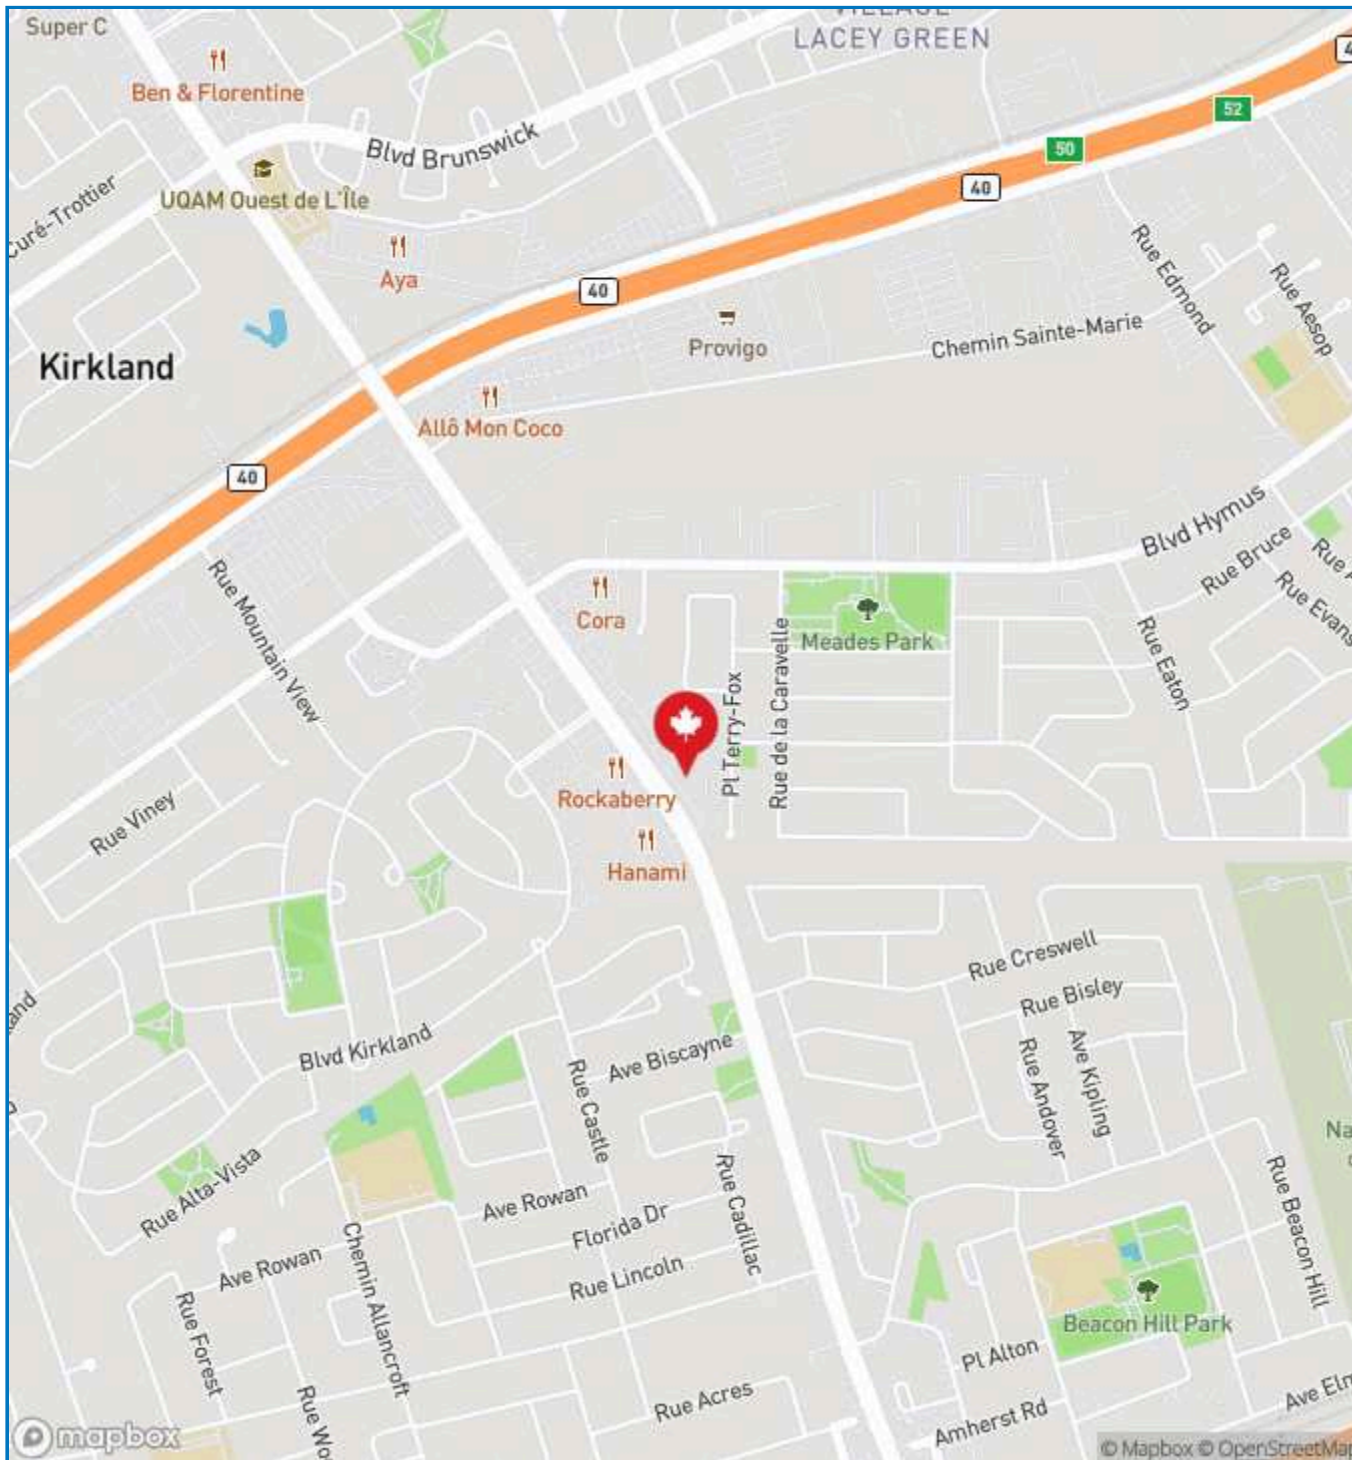 Super C
LACEY GREEN
Ben & Florentine
52
Blvd Brunswick
50
40
UQAM Ouest de L'Île
Curé-Trottier
Rue Edmond
Rue Aesop
Aya
40
Provigo
Chemin Sainte-Marie
Kirkland
Allô Mon Coco
40
Blvd Hymus
Rue Bruce
Rue Mountain View
Cora
Rue Evans
Meades Park
Rue Eaton
Pl Terry-Fox
Rue de la Caravelle
Rockaberry
Rue Viney
Hanami
Rue Creswell
Rue Bisley
Blvd Kirkland
Ave Biscayne
Rue Castle
Rue Andover
Ave Kipling
Rue Alta-Vista
Ave Rowan
Rue Cadillac
Rue Beacon Hill
Florida Dr
Ave Rowan
Chemin Allancroft
Rue Lincoln
Rue Forest
Beacon Hill Park
Pl Alton
Rue Acres
Amherst Rd
mapbox
© Mapbox © OpenStreetMap